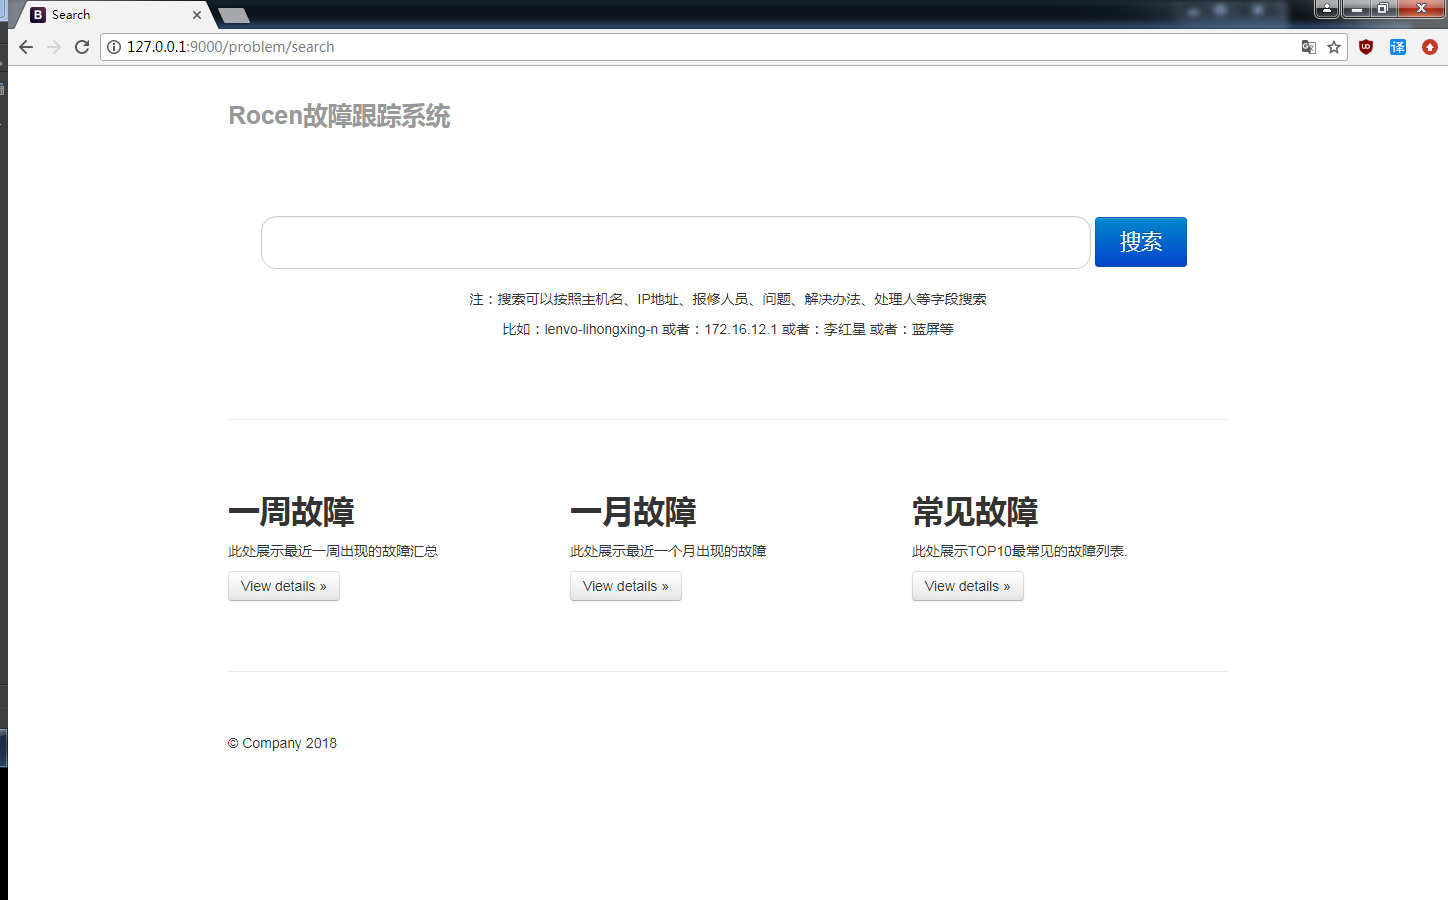 B Search
127.0.0.1:9000/problem/search
UD
译
Rocen故障跟踪系统
搜索
注：搜索可以按照主机名、IP地址、报修人员、问题、解决办法、处理人等字段搜索
比如：lenvo-lihongxing-n 或者：172.16.12.1 或者：李红星 或者：蓝屏等
一周故障 一月故障 常见故障
此处展示最近一周出现的故障汇总 此处展示最近一个月出现的故障 此处展示TOP10最常见的故障列表.
View details » View details » View details »
© Company 2018